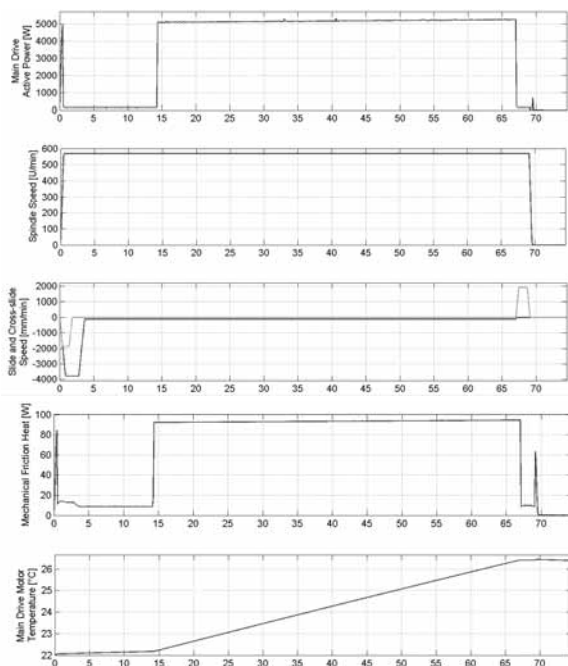 Main Drive
Active Power [W]
5000
4000
3000
2000
1000
0
0 5 10 15 20 25 30 35 40 45 50 55 60 65 70
Spindle Speed [U/min]
600
500
400
300
200
100
0
0 5 10 15 20 25 30 35 40 45 50 55 60 65 70
Slide and Cross-slide
Speed [mm/min]
2000
1000
0
-1000
-2000
-3000
-4000
0 5 10 15 20 25 30 35 40 45 50 55 60 65 70
Mechanical Friction Heat [W]
100
80
60
40
20
0
0 5 10 15 20 25 30 35 40 45 50 55 60 65 70
Main Drive Motor
Temperature [°C]
26
25
24
23
22
0 5 10 15 20 25 30 35 40 45 50 55 60 65 70